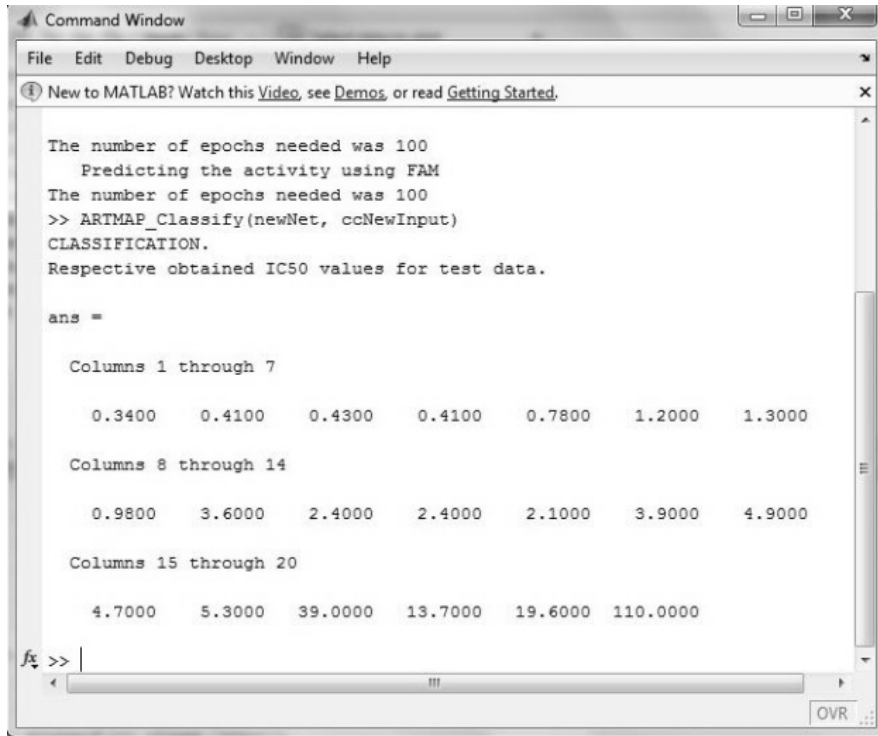 Command Window
File Edit Debug Desktop Window Help
New to MATLAB? Watch this Video, see Demos, or read Getting Started.
The number of epochs needed was 100
Predicting the activity using FAM
The number of epochs needed was 100
>> ARTMAP_Classify(newNet, ccNewInput)
CLASSIFICATION.
Respective obtained IC50 values for test data.
ans =
Columns 1 through 7
0.3400 0.4100 0.4300 0.4100 0.7800 1.2000 1.3000
Columns 8 through 14
0.9800 3.6000 2.4000 2.4000 2.1000 3.9000 4.9000
Columns 15 through 20
4.7000 5.3000 39.0000 13.7000 19.6000 110.0000
fx >>
OVR